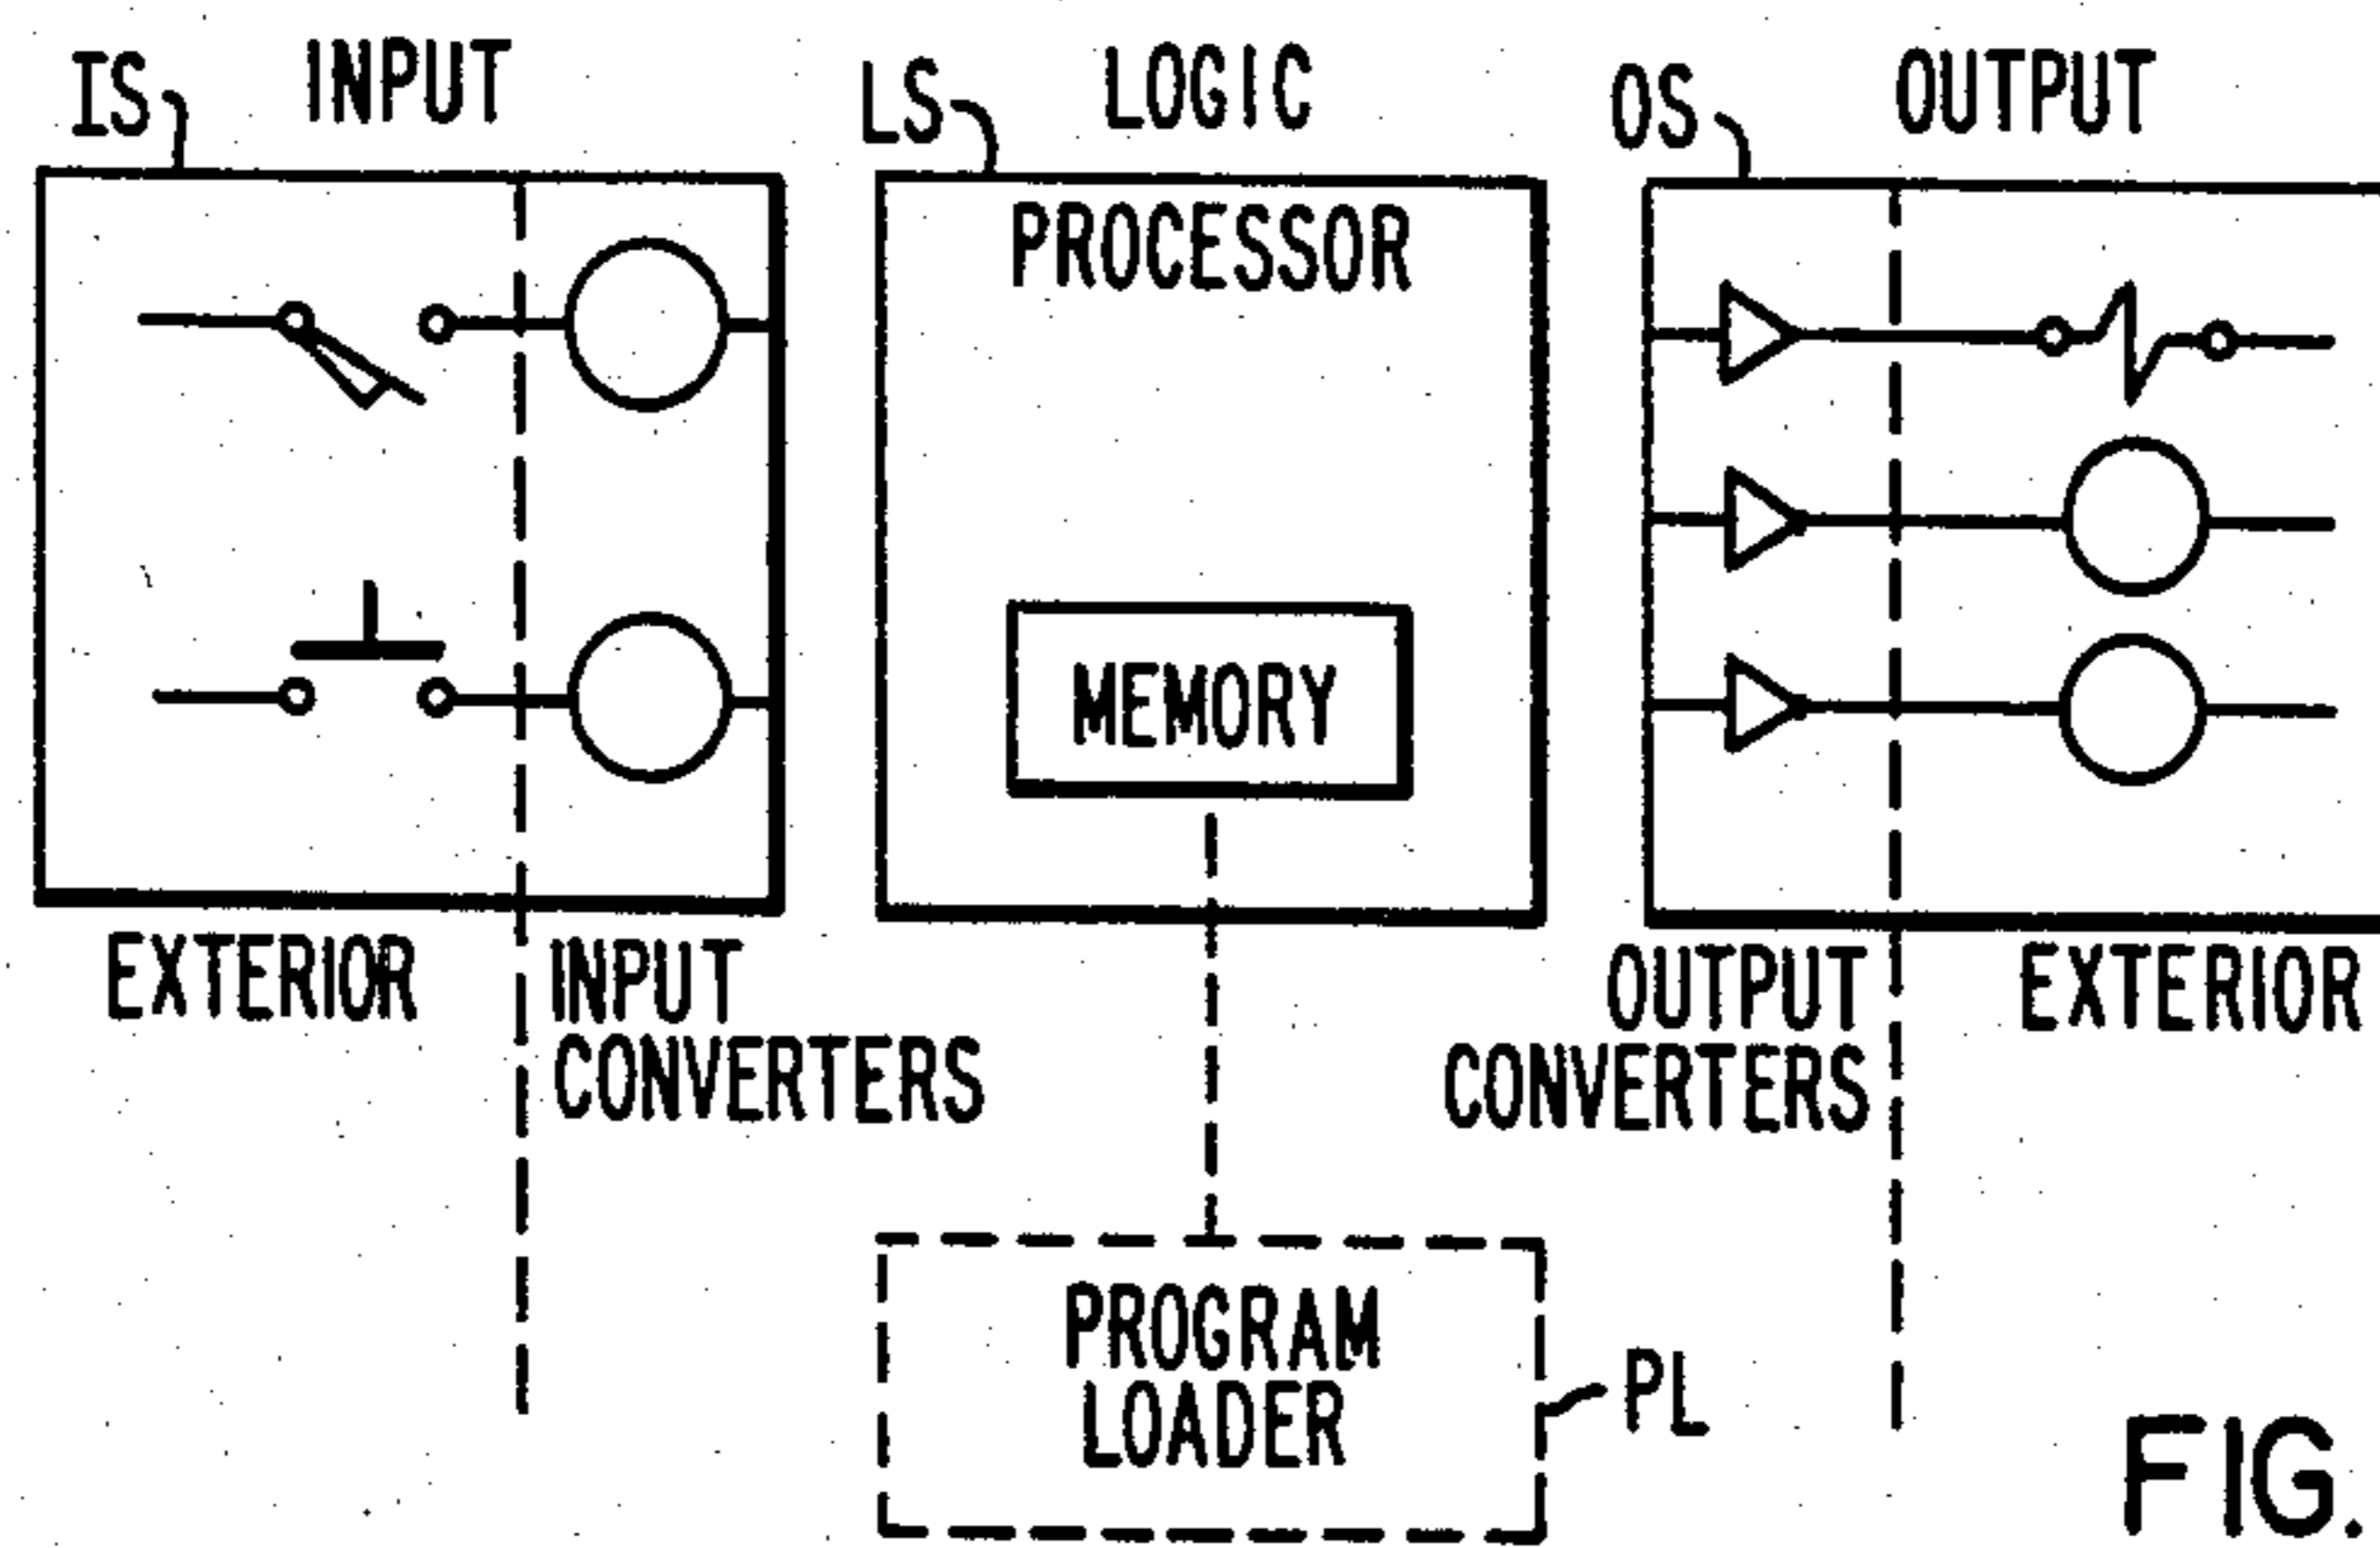 IS INPUT
LS LOGIC
OS OUTPUT
PROCESSOR
MEMORY
EXTERIOR
INPUT
CONVERTERS
OUTPUT
CONVERTERS
EXTERIOR
PROGRAM
LOADER
PL
FIG.